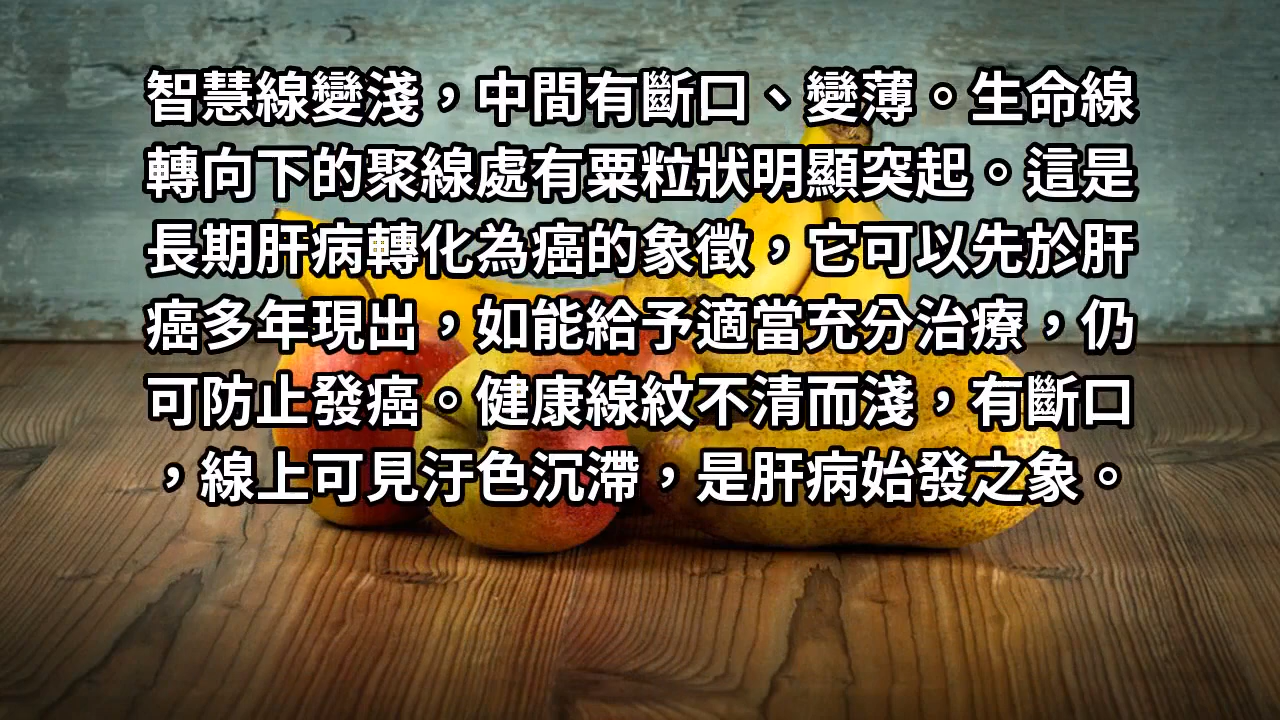 智慧線變淺，中間有斷口、變薄。生命線
轉向下的聚線處有粟粒狀明顯突起。這是
長期肝病轉化為癌的象徵，它可以先於肝
癌多年現出，如能給予適當充分治療，仍
可防止發癌。健康線紋不清而淺，有斷口
，線上可見汙色沉滯，是肝病始發之象。